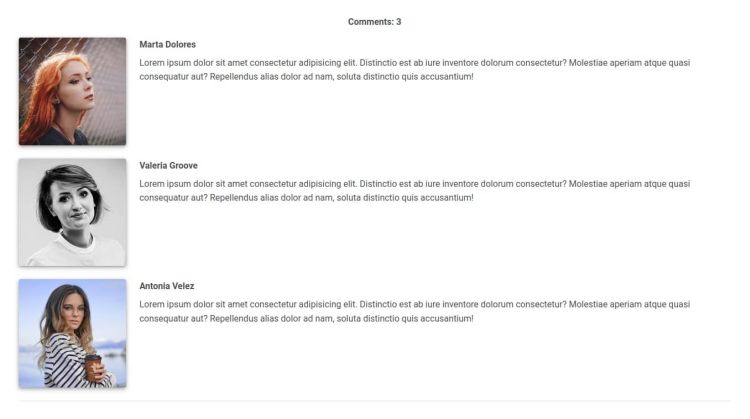 Comments: 3
Marta Dolores
Lorem ipsum dolor sit amet consectetur adipisicing elit. Distinctio est ab iure inventore dolorum consectetur? Molestiae aperiam atque quasi
consequatur aut? Repellendus alias dolor ad nam, soluta distinctio quis accusantium!
Valeria Groove
Lorem ipsum dolor sit amet consectetur adipisicing elit. Distinctio est ab iure inventore dolorum consectetur? Molestiae aperiam atque quasi
consequatur aut? Repellendus alias dolor ad nam, soluta distinctio quis accusantium!
Antonia Velez
Lorem ipsum dolor sit amet consectetur adipisicing elit. Distinctio est ab iure inventore dolorum consectetur? Molestiae aperiam atque quasi
consequatur aut? Repellendus alias dolor ad nam, soluta distinctio quis accusantium!